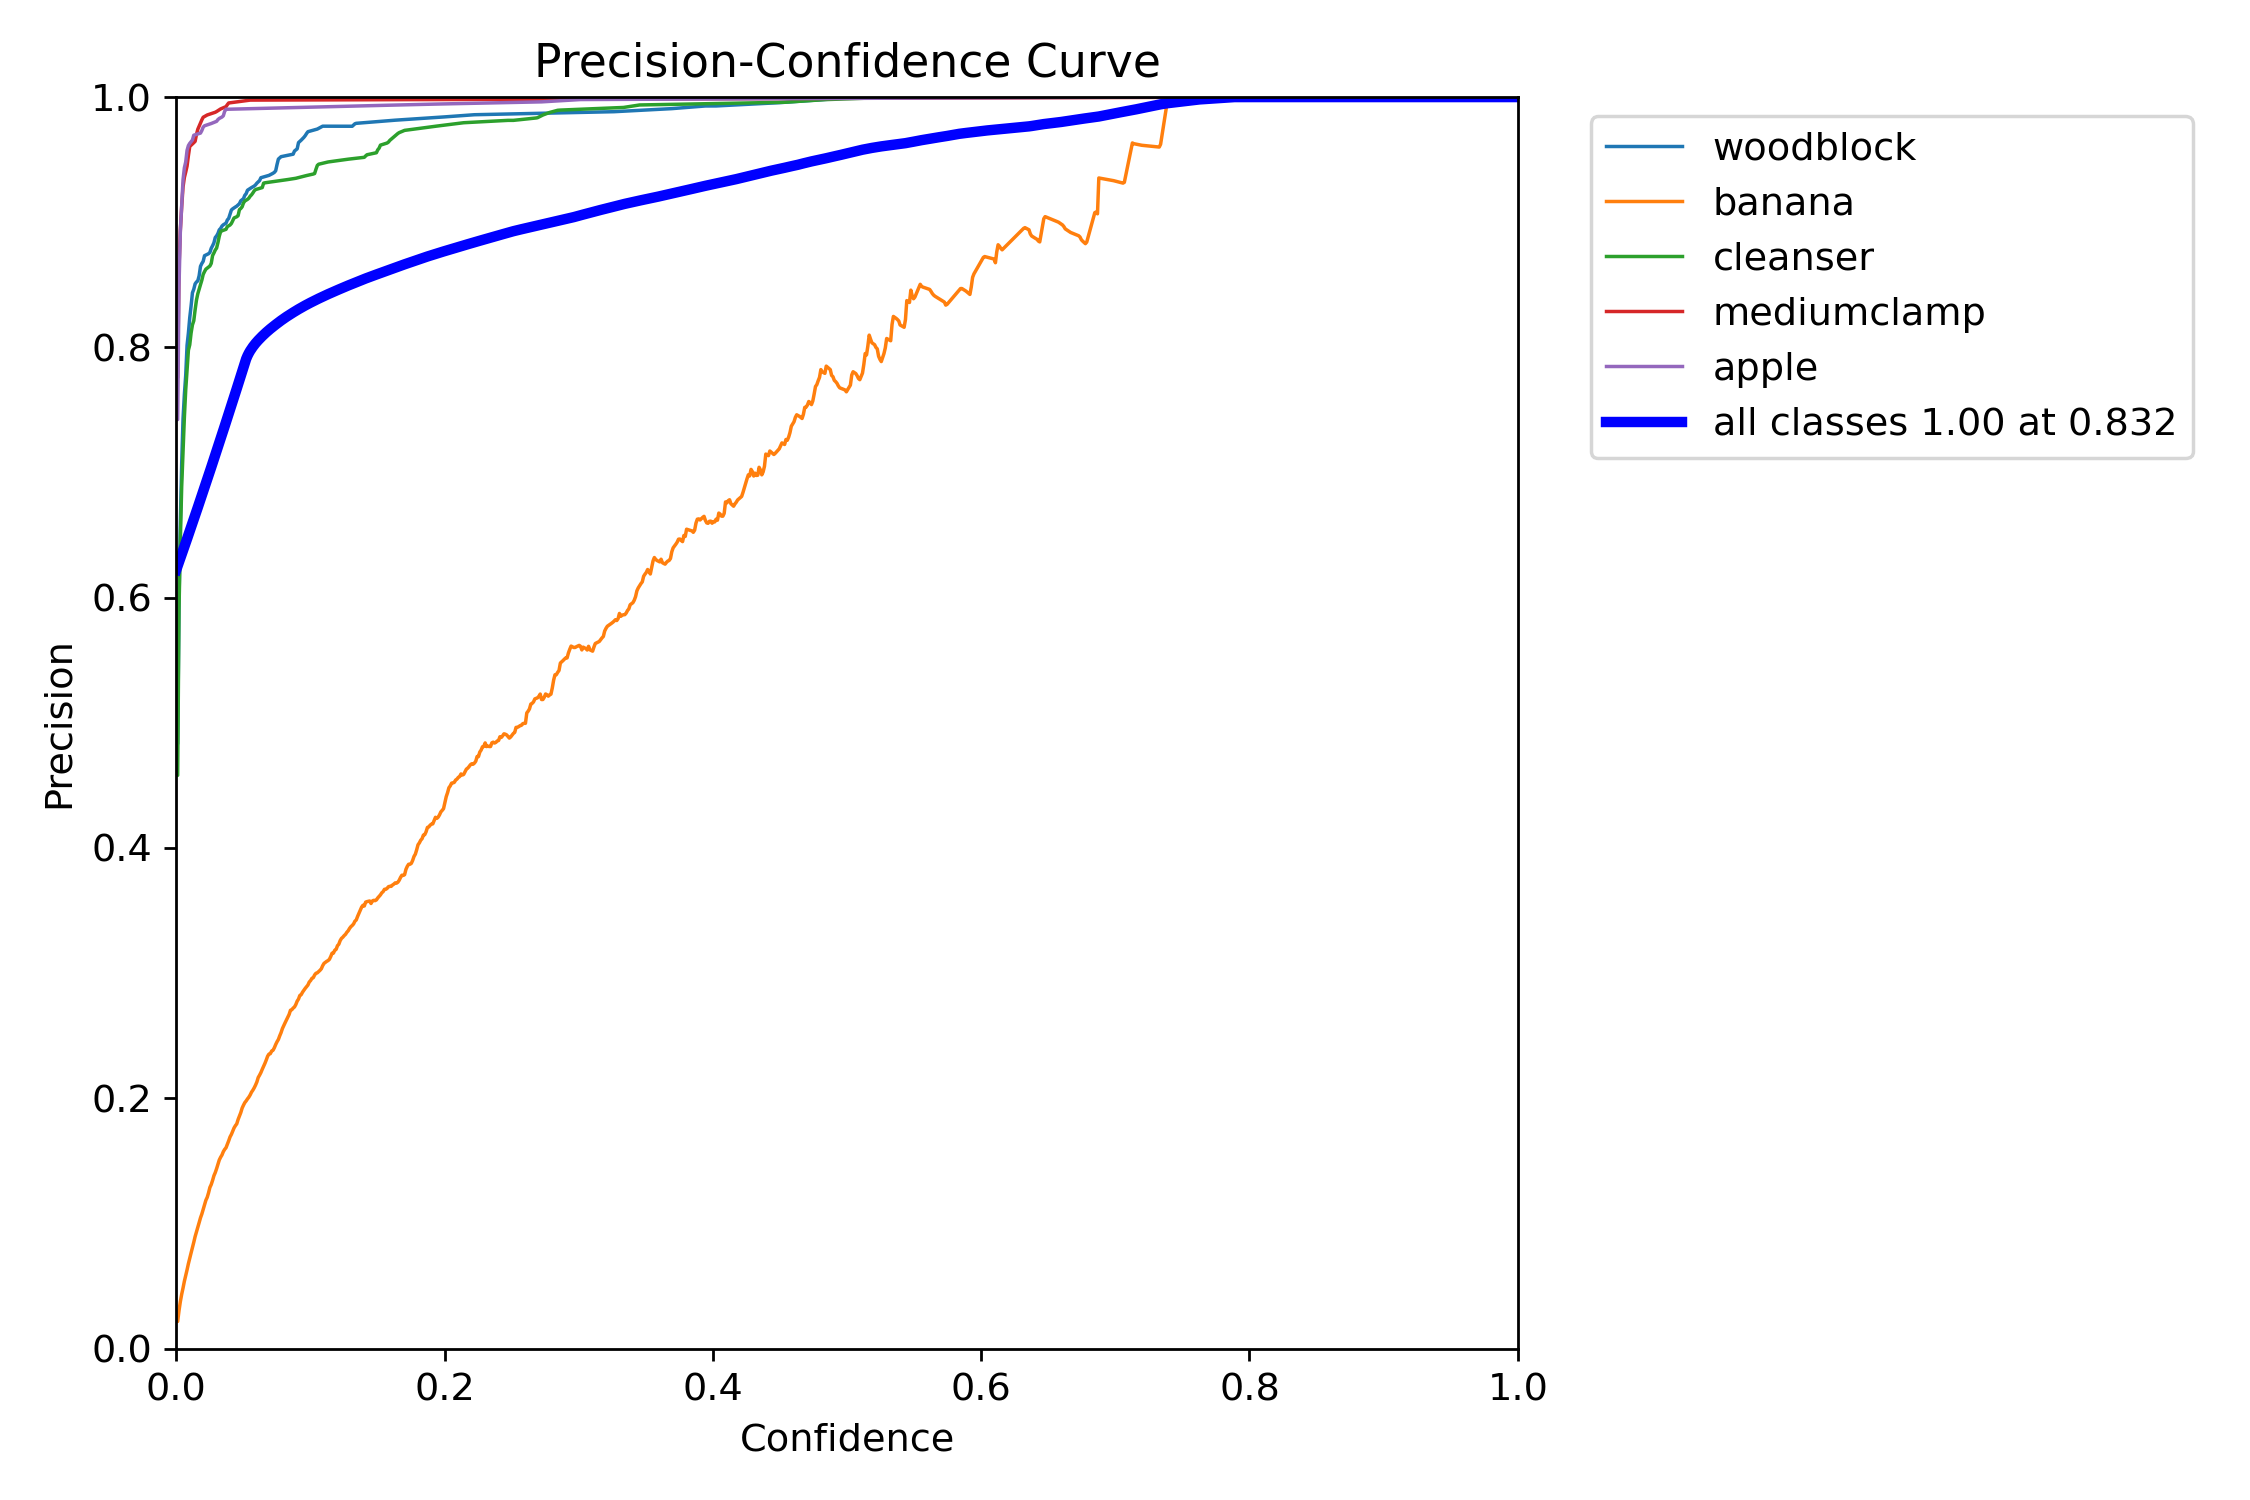 Precision-Confidence Curve
1.0
0.8
0.6
0.4
0.2
0.0
Precision
0.0 0.2 0.4 0.6 0.8 1.0
Confidence
woodblock
banana
cleanser
mediumclamp
apple
all classes 1.00 at 0.832